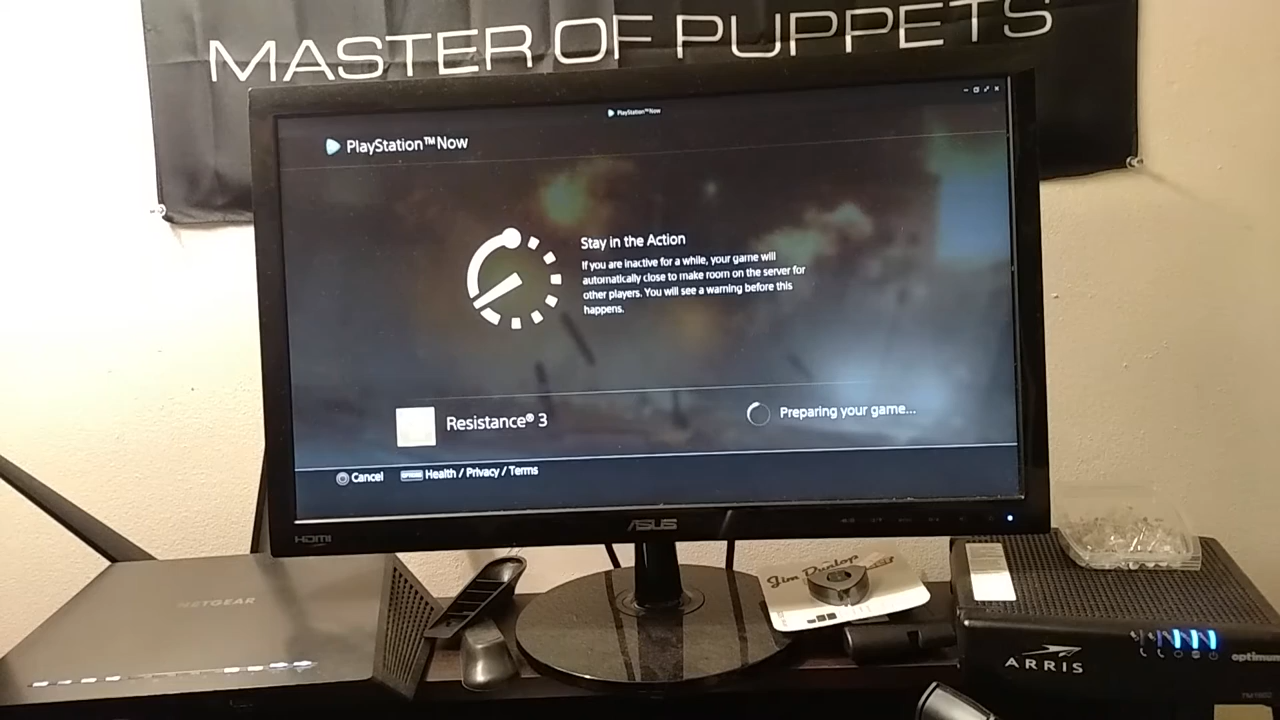 MASTER OF PUPPETS
PlayStation™Now
PlayStation™Now
Stay in the Action
If you are inactive for a while, your game will
automatically close to make room on the server for
other players. You will see a warning before this
happens.
Resistance® 3
Preparing your game...
Cancel
OPTIONS
Health / Privacy / Terms
HDMI
ASUS
NETGEAR
Jim Dunlop
ARRIS
optimum